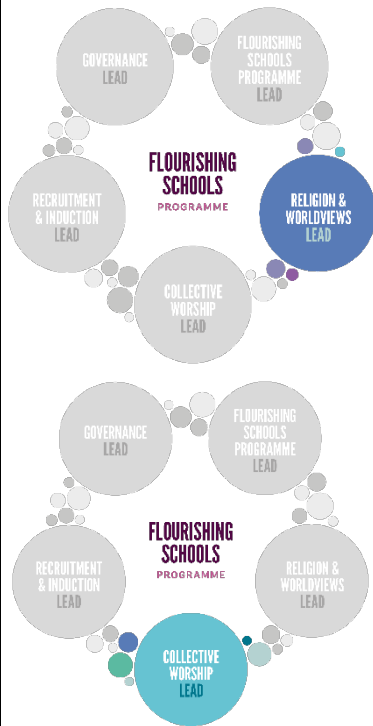 GOVERNANCE
LEAD
FLOURISHING
SCHOOLS
PROGRAMME
LEAD
FLOURISHING
SCHOOLS
PROGRAMME
RECRUITMENT
& INDUCTION
LEAD
RELIGION &
WORLDVIEWS
LEAD
COLLECTIVE
WORSHIP
LEAD
GOVERNANCE
LEAD
FLOURISHING
SCHOOLS
PROGRAMME
LEAD
FLOURISHING
SCHOOLS
PROGRAMME
RECRUITMENT
& INDUCTION
LEAD
RELIGION &
WORLDVIEWS
LEAD
COLLECTIVE
WORSHIP
LEAD